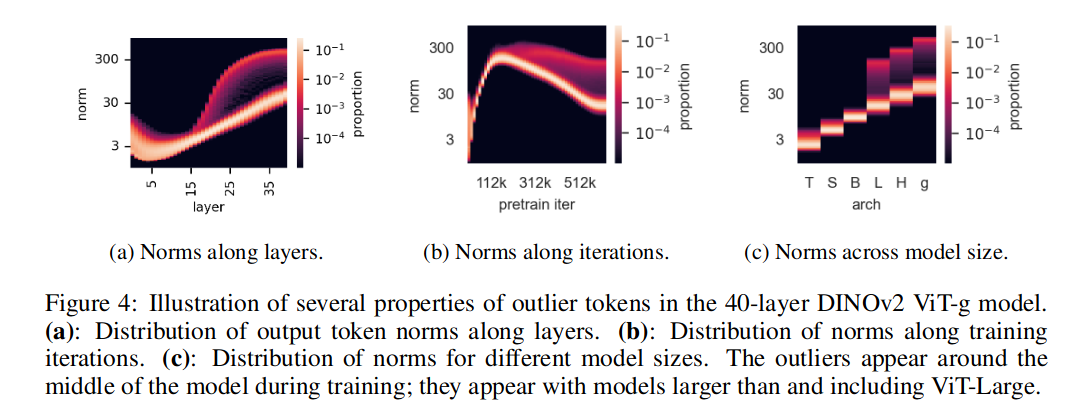 300
30
3
norm
5
15
25
35
layer
10⁻¹
10⁻²
10⁻³
10⁻⁴
proportion
300
30
3
norm
112k 312k 512k
pretrain iter
10⁻¹
10⁻²
10⁻³
10⁻⁴
proportion
300
30
3
norm
T S B L H g
arch
10⁻¹
10⁻²
10⁻³
10⁻⁴
proportion
(a) Norms along layers.
(b) Norms along iterations.
(c) Norms across model size.
Figure 4: Illustration of several properties of outlier tokens in the 40-layer DINOv2 ViT-g model.
(a): Distribution of output token norms along layers. (b): Distribution of norms along training
iterations. (c): Distribution of norms for different model sizes. The outliers appear around the
middle of the model during training; they appear with models larger than and including ViT-Large.